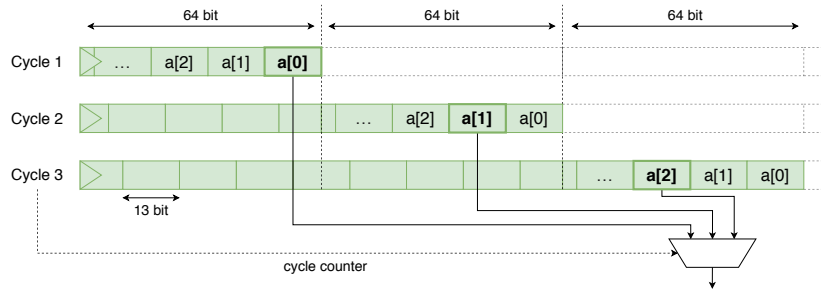 64 bit 64 bit 64 bit
Cycle 1 ... a[2] a[1] a[0]
Cycle 2 ... a[2] a[1] a[0]
Cycle 3 ... a[2] a[1] a[0]
13 bit
cycle counter